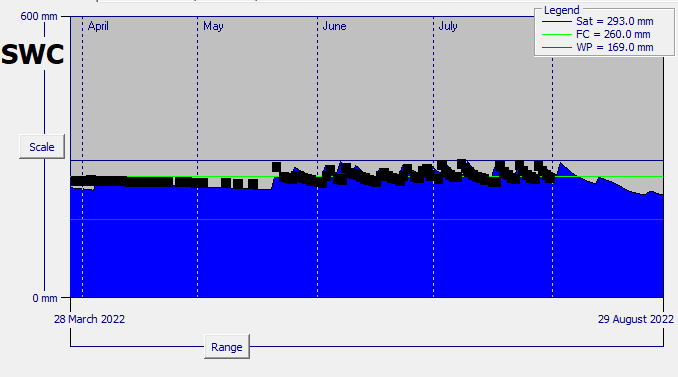 600 mm
April
May
June
July
Legend
Sat = 293.0 mm
FC = 260.0 mm
WP = 169.0 mm
SWC
Scale
0 mm
28 March 2022
29 August 2022
Range